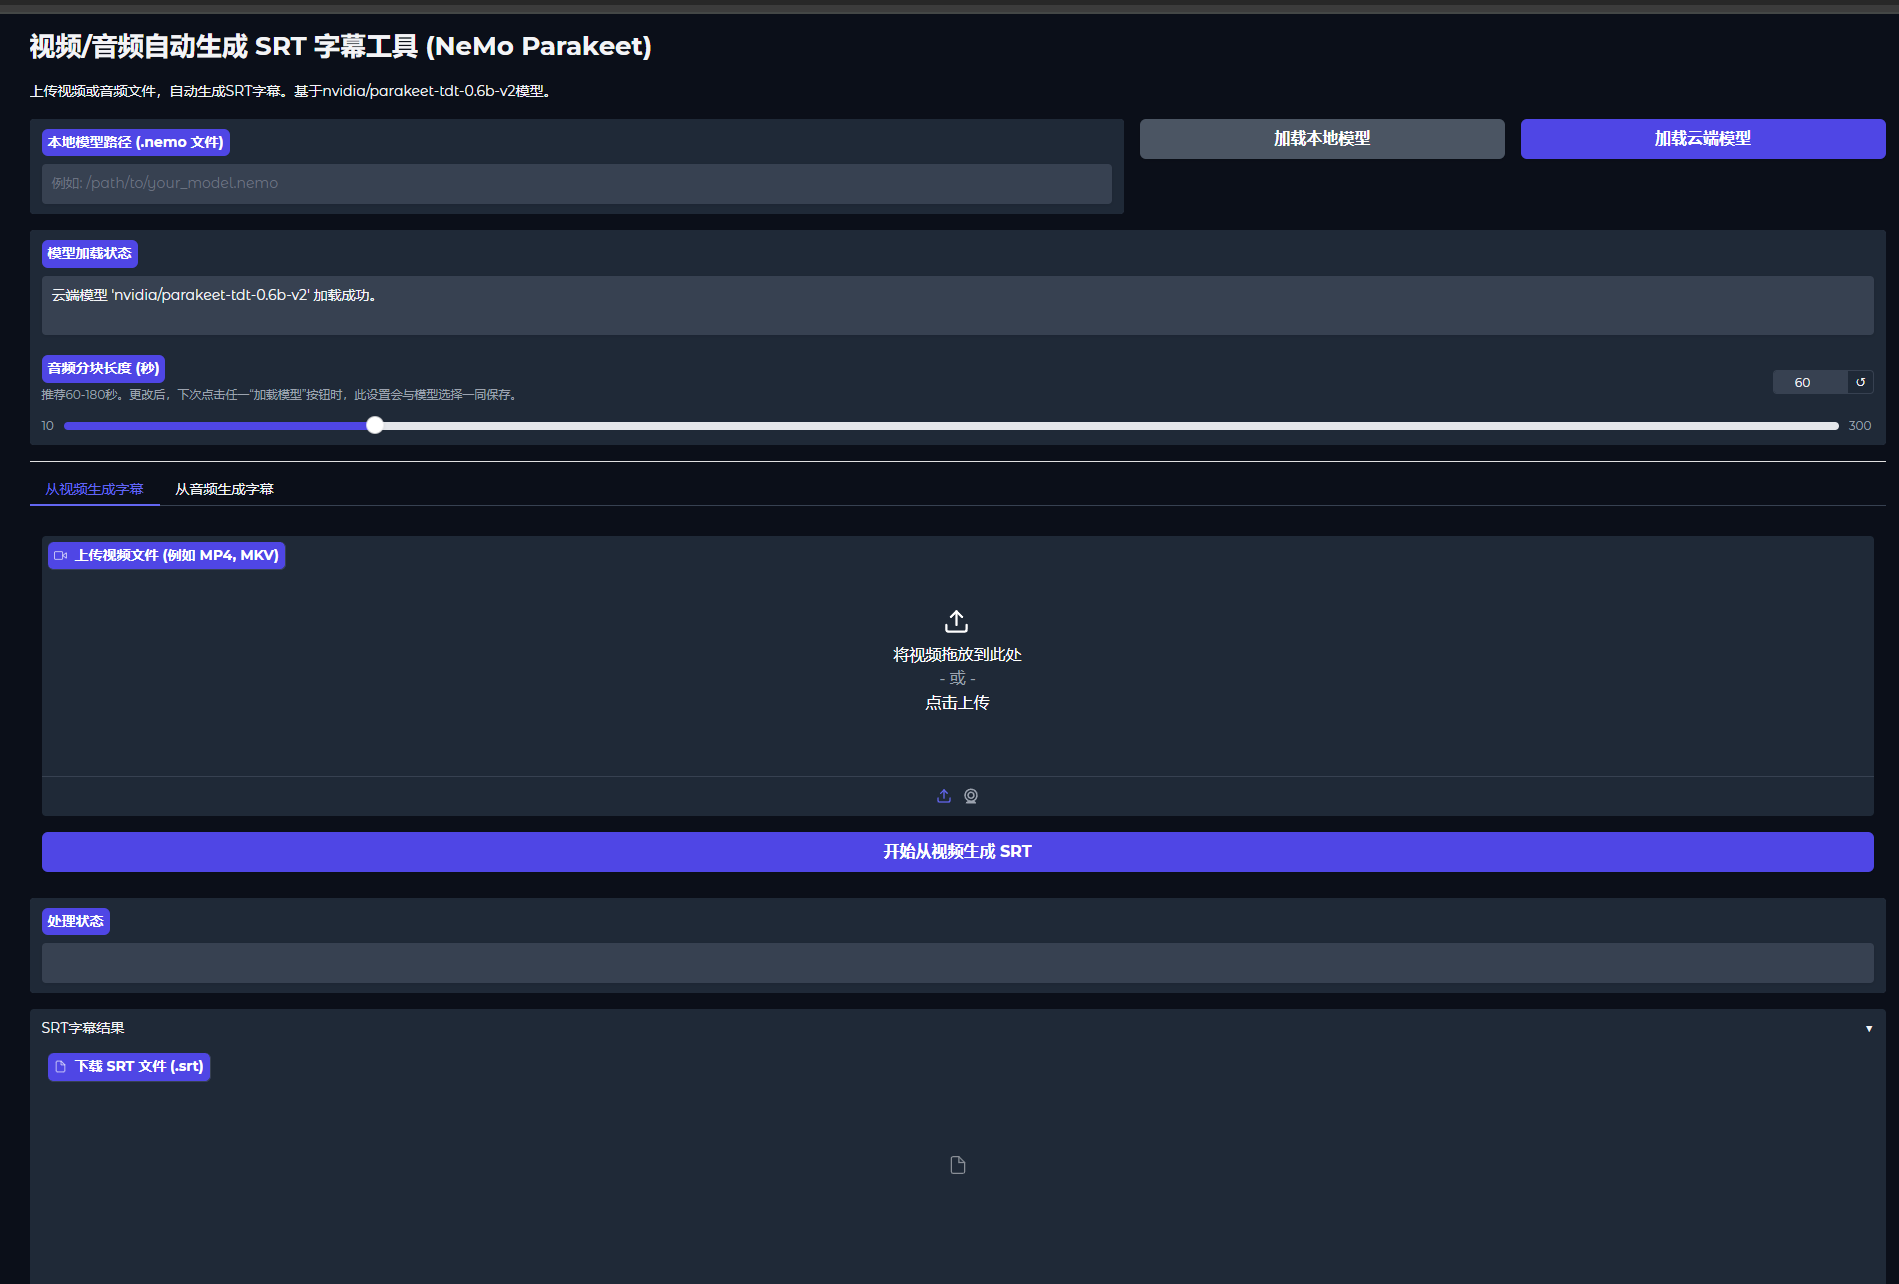 视频/音频自动生成 SRT 字幕工具 (NeMo Parakeet)
上传视频或音频文件，自动生成SRT字幕。基于nvidia/parakeet-tdt-0.6b-v2模型。
本地模型路径 (.nemo 文件)
例如: /path/to/your_model.nemo
加载本地模型
加载云端模型
模型加载状态
云端模型 'nvidia/parakeet-tdt-0.6b-v2' 加载成功。
音频分块长度 (秒)
推荐60-180秒。更改后，下次点击任一“加载模型”按钮时，此设置会与模型选择一同保存。
60
10
300
从视频生成字幕
从音频生成字幕
上传视频文件 (例如 MP4, MKV)
将视频拖放到此处
- 或 -
点击上传
开始从视频生成 SRT
处理状态
SRT字幕结果
下载 SRT 文件 (.srt)